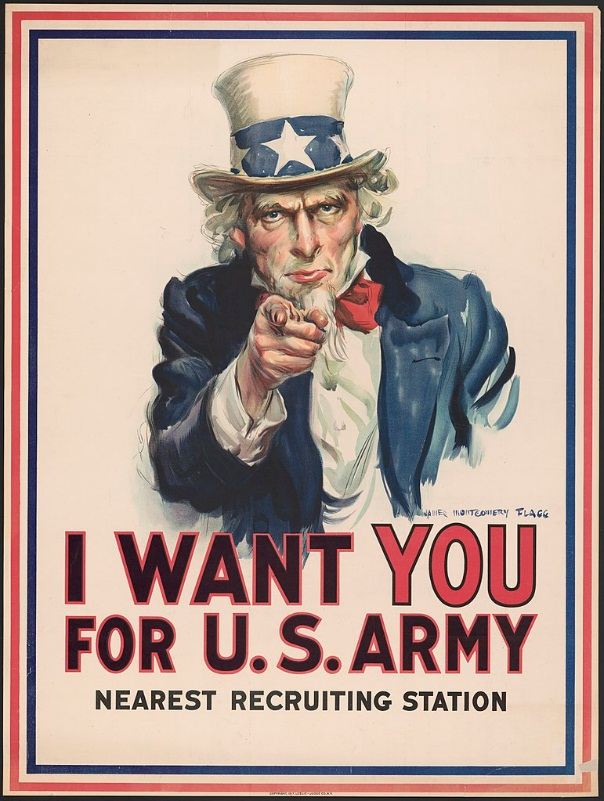 JAMES MONTGOMERY FLAGG
I WANT YOU
FOR U.S. ARMY
NEAREST RECRUITING STATION